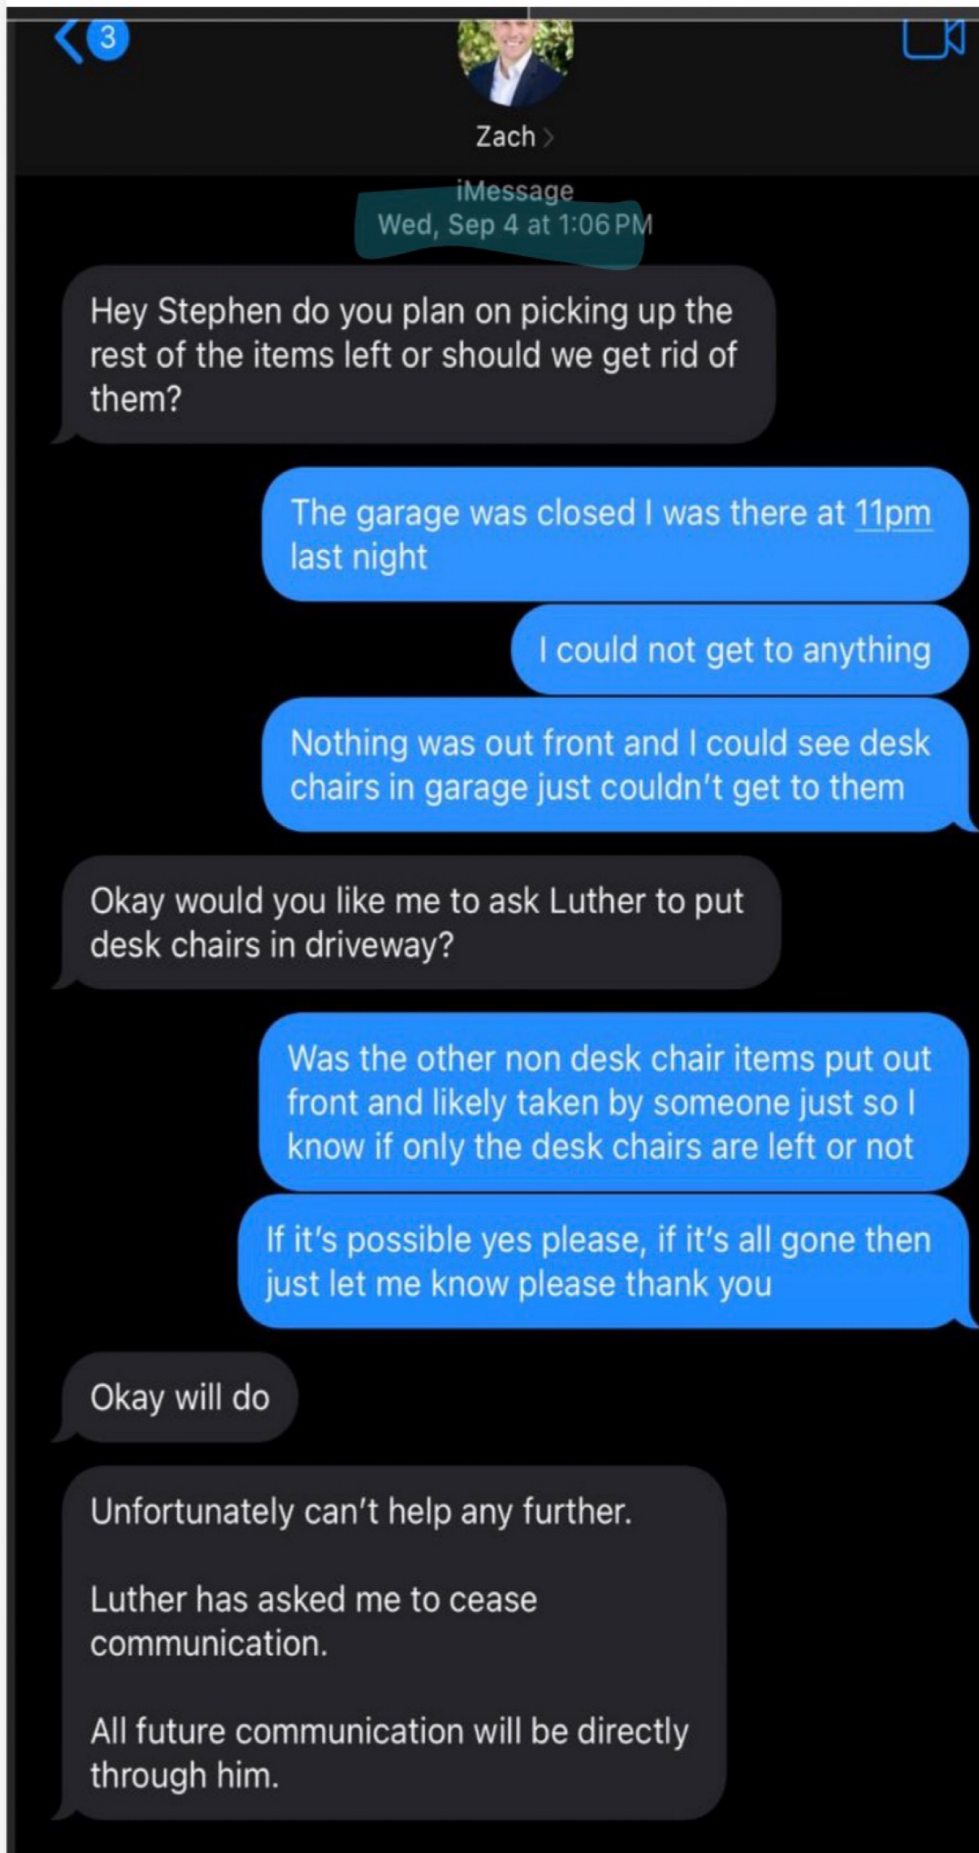 3
Zach
iMessage
Wed, Sep 4 at 1:06 PM
Hey Stephen do you plan on picking up the
rest of the items left or should we get rid of
them?
The garage was closed I was there at 11pm
last night
I could not get to anything
Nothing was out front and I could see desk
chairs in garage just couldn't get to them
Okay would you like me to ask Luther to put
desk chairs in driveway?
Was the other non desk chair items put out
front and likely taken by someone just so I
know if only the desk chairs are left or not
If it's possible yes please, if it's all gone then
just let me know please thank you
Okay will do
Unfortunately can't help any further.
Luther has asked me to cease
communication.
All future communication will be directly
through him.